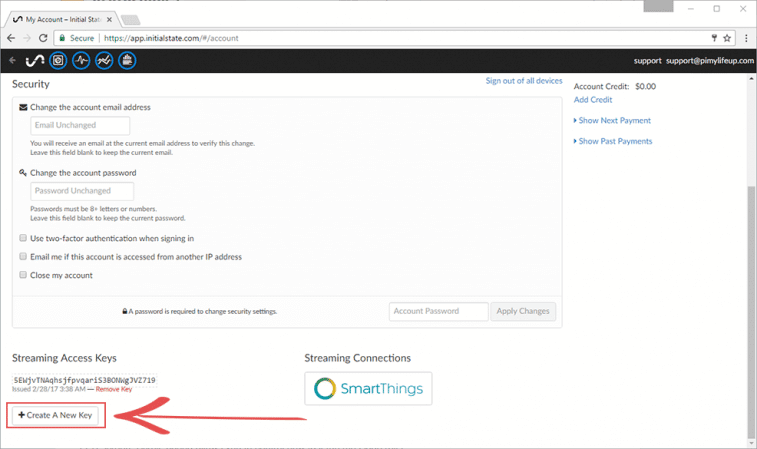 My Account – Initial Stat
Secure https://app.initialstate.com/#/account
support support@pimylifeup.com
Security
Sign out of all devices
Account Credit: $0.00
Add Credit
Change the account email address
Email Unchanged
You will receive an email at the current email address to verify this change.
Leave this field blank to keep the current email.
Show Next Payment
Show Past Payments
Change the account password
Password Unchanged
Passwords must be 8+ letters or numbers.
Leave this field blank to keep the current password.
Use two-factor authentication when signing in
Email me if this account is accessed from another IP address
Close my account
A password is required to change security settings.
Account Password
Apply Changes
Streaming Access Keys
Streaming Connections
5EWjvTNAqhsjfpvqariS3BONWgJVZ719
Issued 2/28/17 3:38 AM — Remove Key
SmartThings
+ Create A New Key